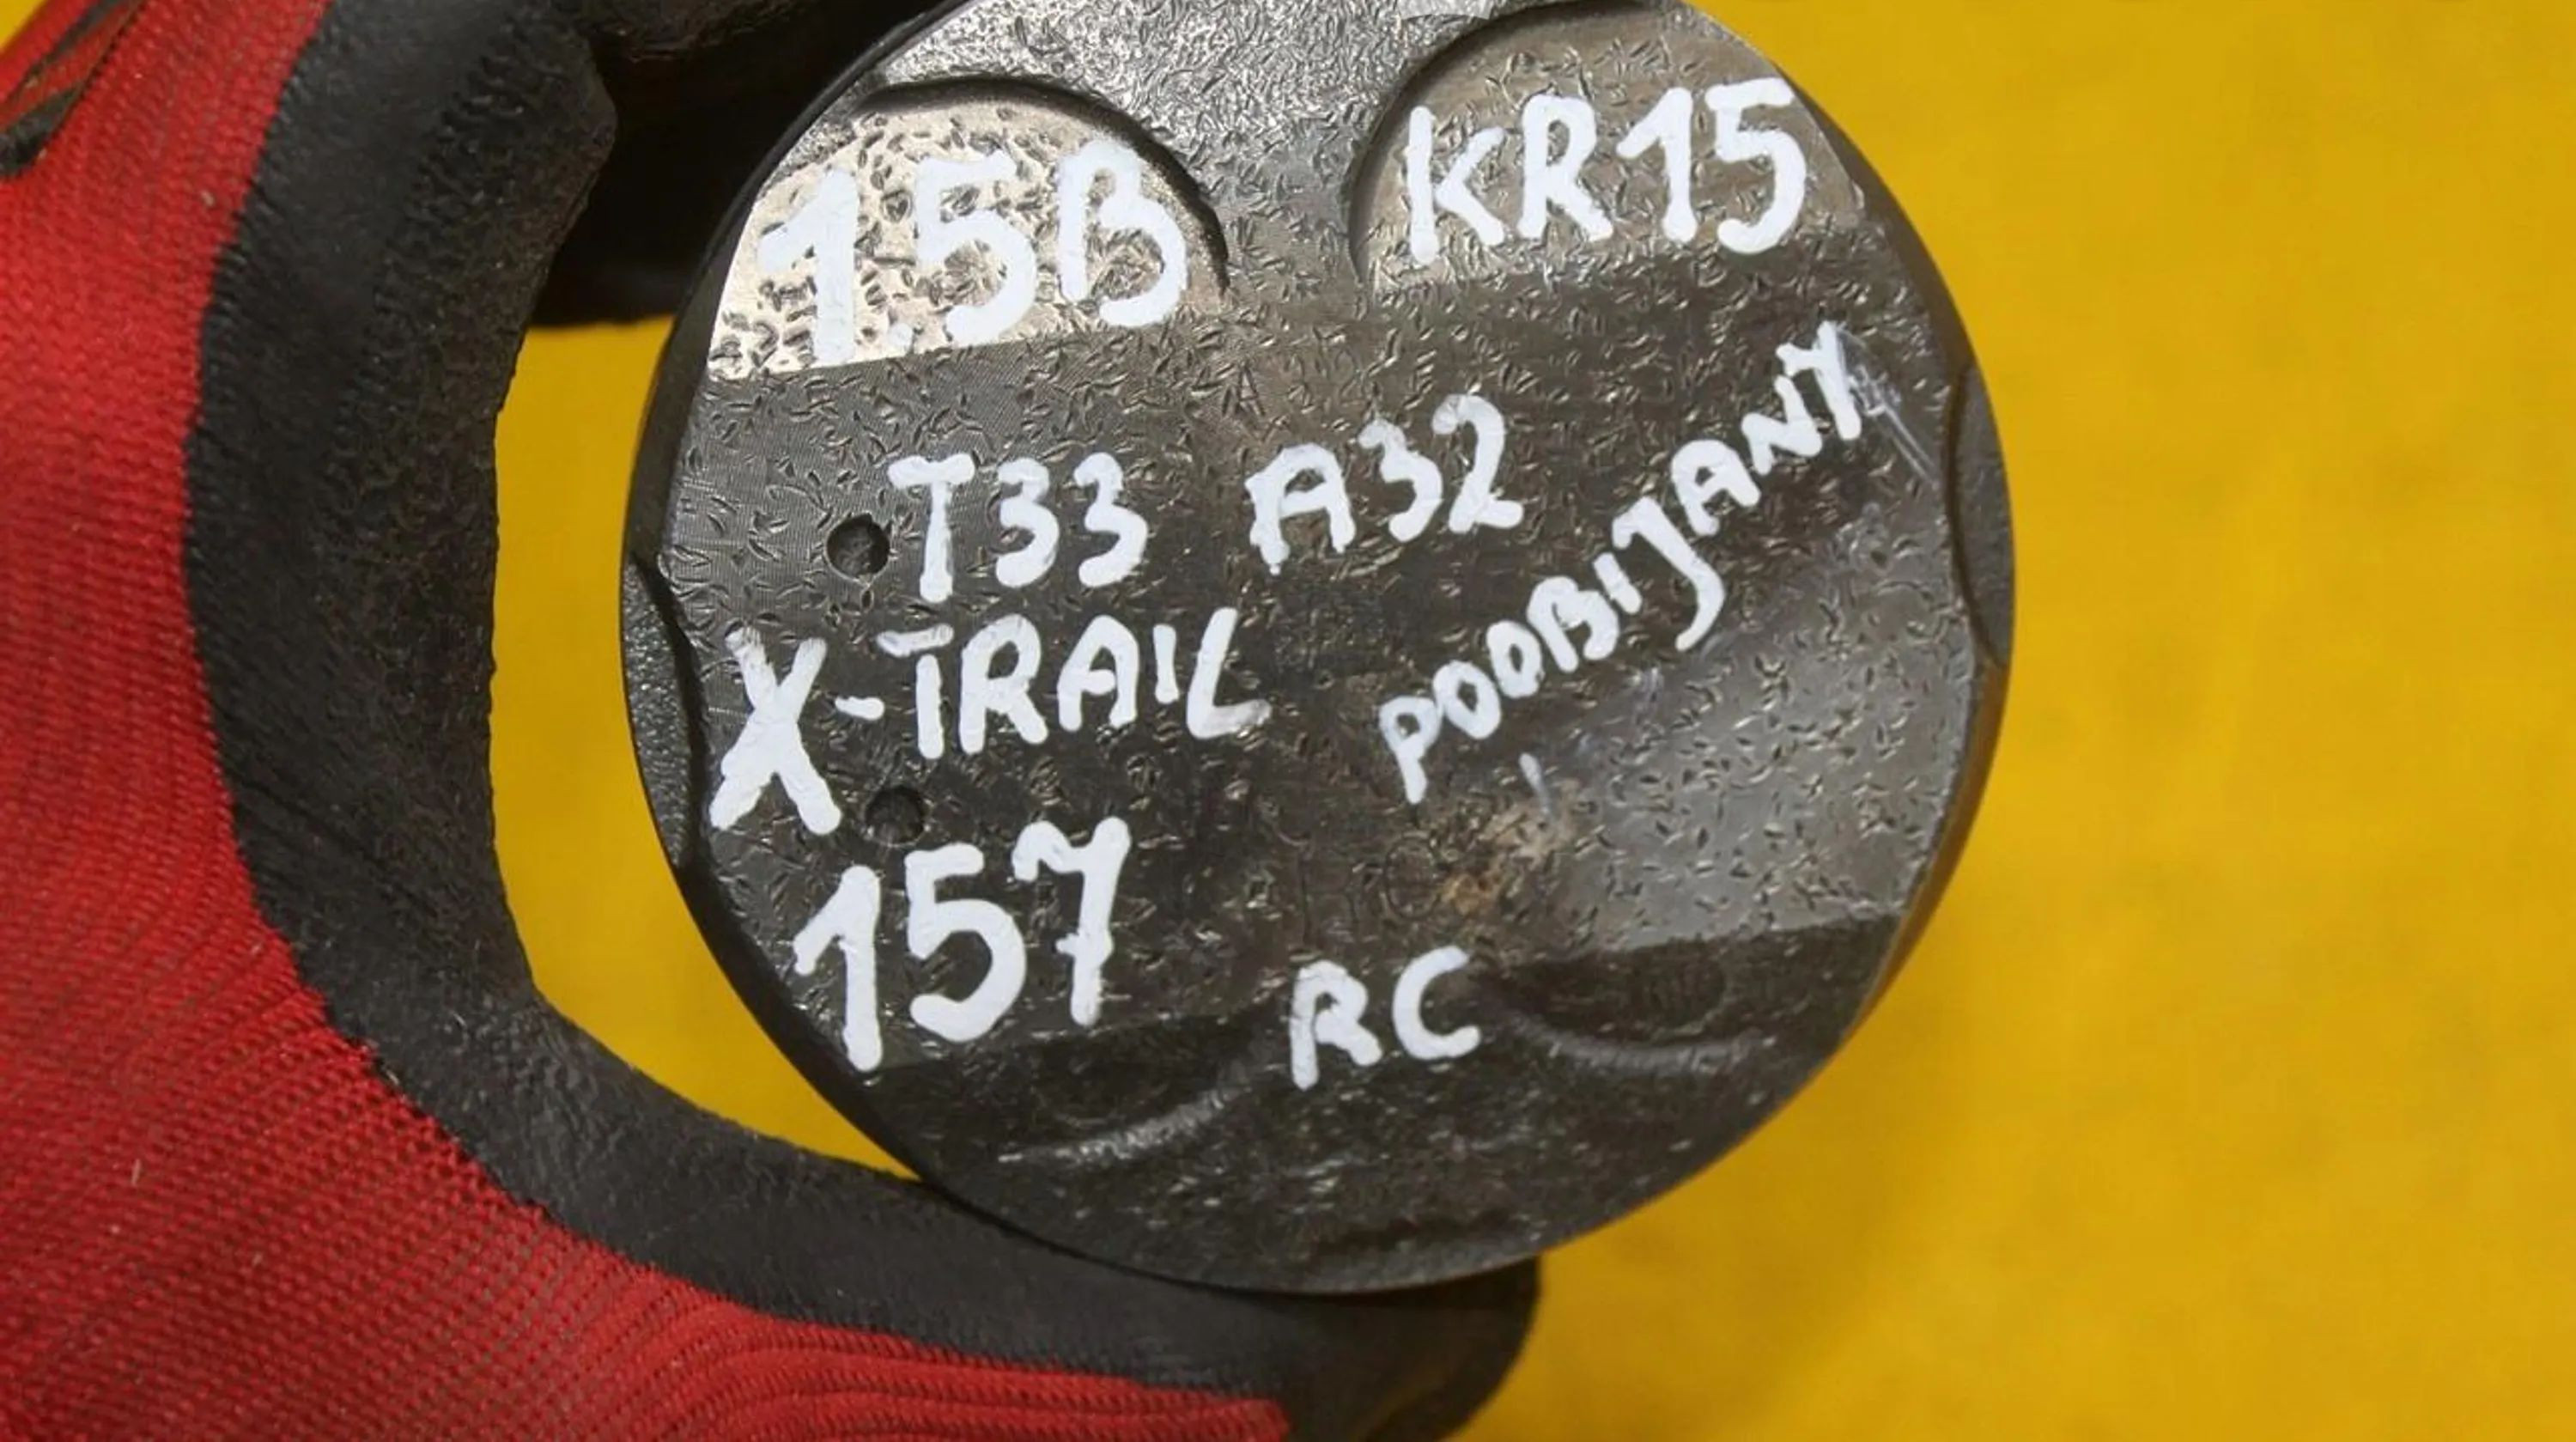 1.5B KR15
T33 A32
PODBIJANY
X-TRAIL
157
RC